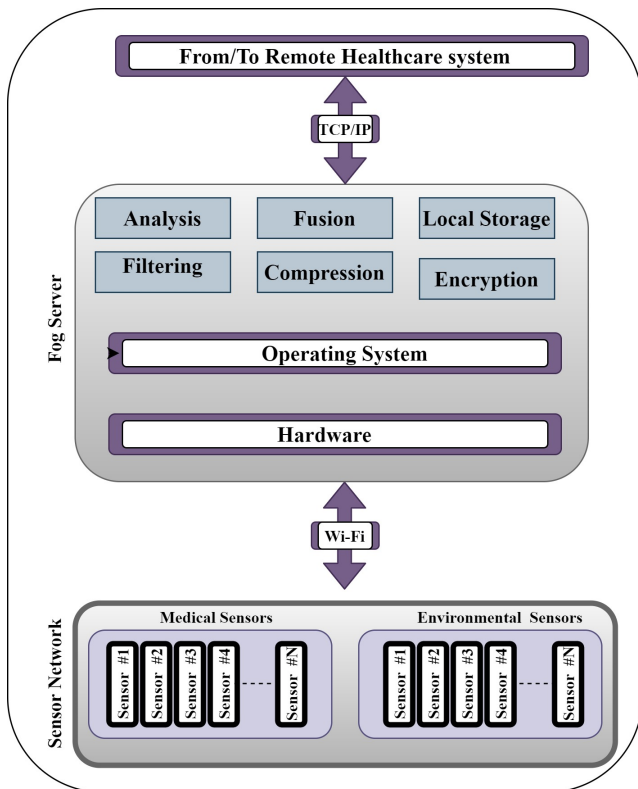 From/To Remote Healthcare system
TCP/IP
Analysis
Fusion
Local Storage
Filtering
Compression
Encryption
Fog Server
Operating System
Hardware
Wi-Fi
Sensor Network
Medical Sensors
Environmental Sensors
Sensor #1
Sensor #2
Sensor #3
Sensor #4
Sensor #N
Sensor #1
Sensor #2
Sensor #3
Sensor #4
Sensor #N